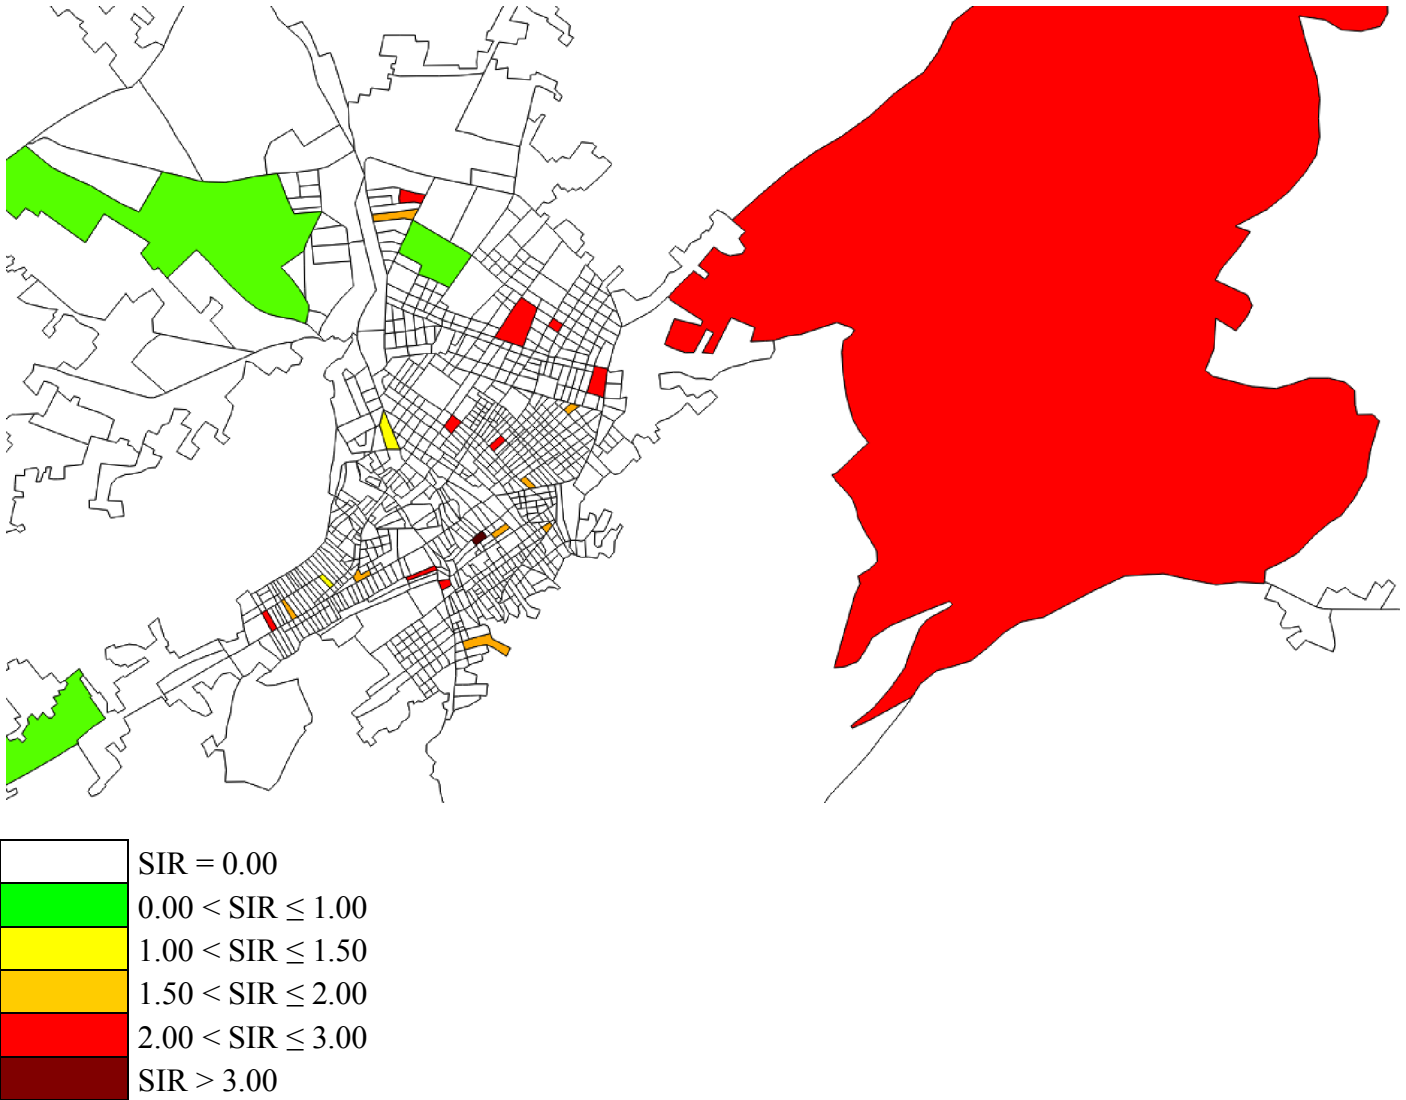 SIR = 0.00
0.00 < SIR ≤ 1.00
1.00 < SIR ≤ 1.50
1.50 < SIR ≤ 2.00
2.00 < SIR ≤ 3.00
SIR > 3.00